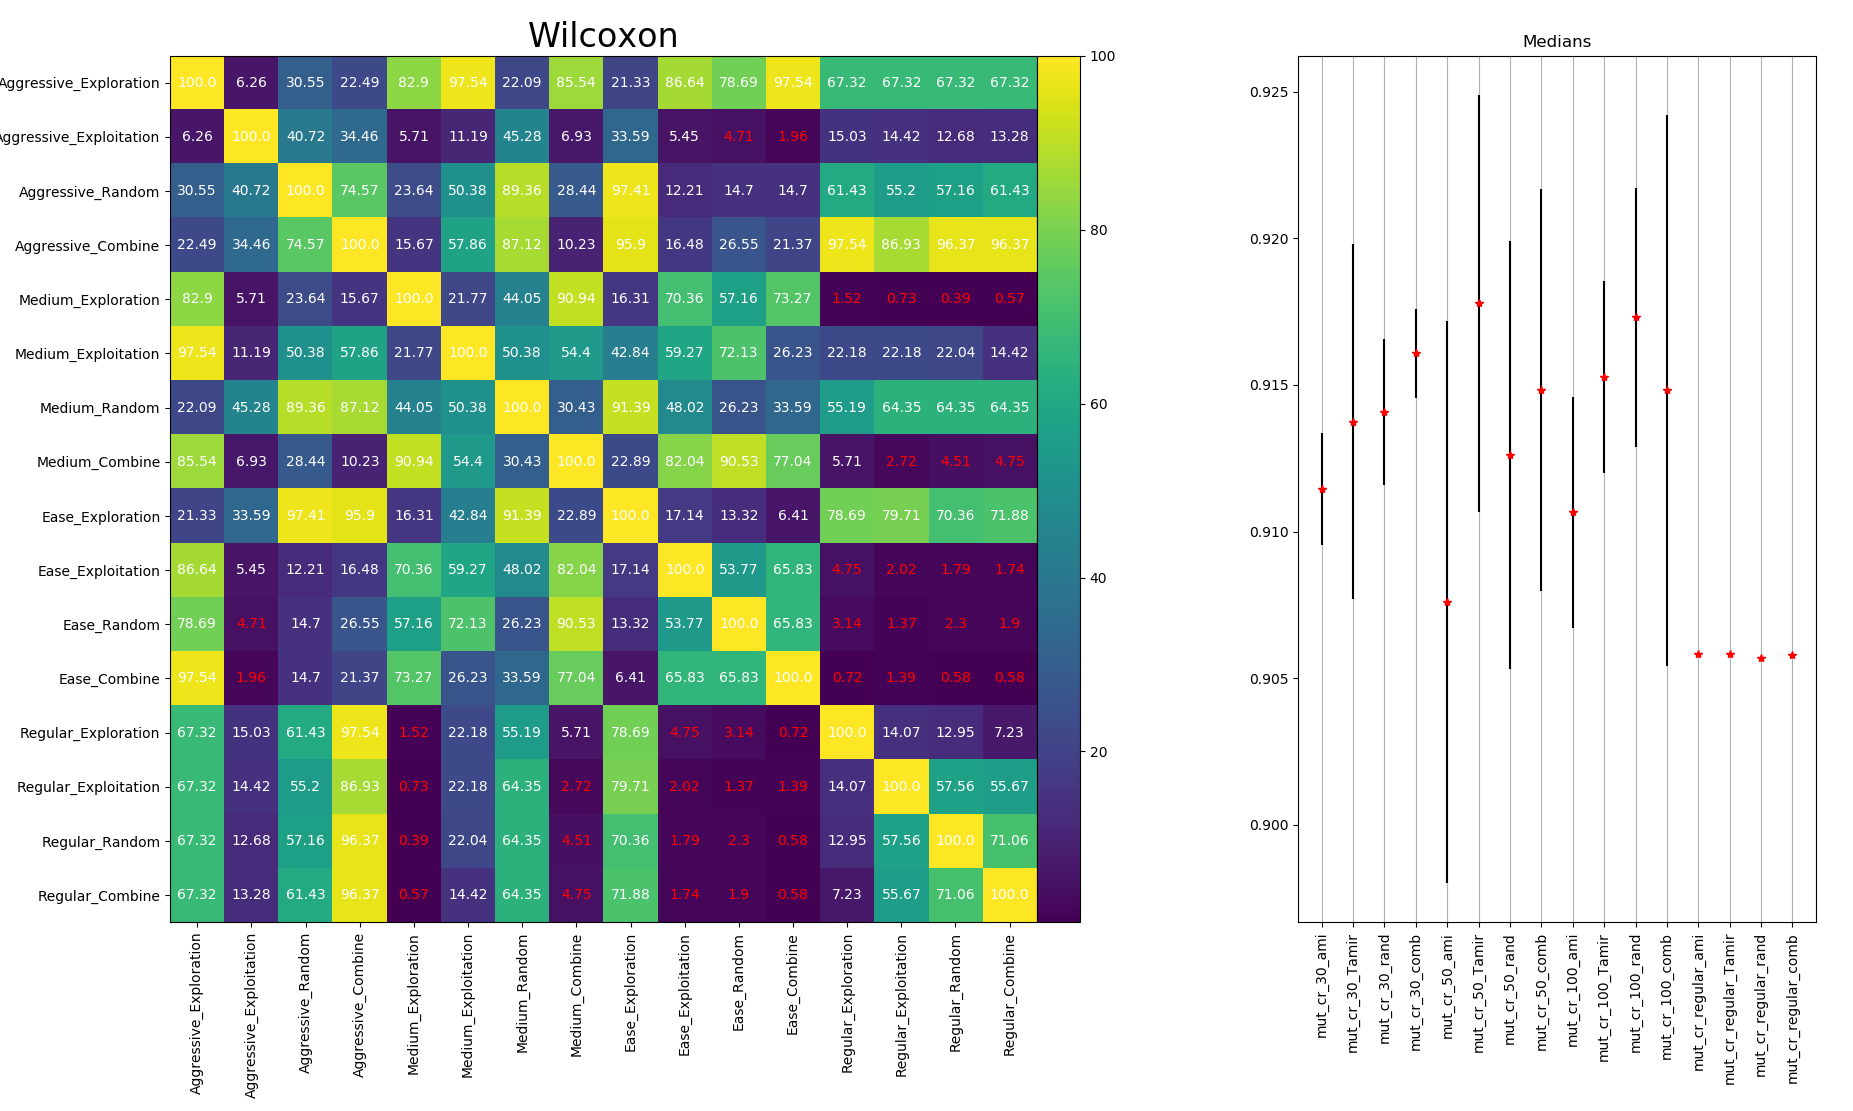 Wilcoxon
Aggressive_Exploration 100.0 6.26 30.55 22.49 82.9 97.54 22.09 85.54 21.33 86.64 78.69 97.54 67.32 67.32 67.32 67.32
Aggressive_Exploitation 6.26 100.0 40.72 34.46 5.71 11.19 45.28 6.93 33.59 5.45 4.71 1.96 15.03 14.42 12.68 13.28
Aggressive_Random 30.55 40.72 100.0 74.57 23.64 50.38 89.36 28.44 97.41 12.21 14.7 14.7 61.43 55.2 57.16 61.43
Aggressive_Combine 22.49 34.46 74.57 100.0 15.67 57.86 87.12 10.23 95.9 16.48 26.55 21.37 97.54 86.93 96.37 96.37
Medium_Exploration 82.9 5.71 23.64 15.67 100.0 21.77 44.05 90.94 16.31 70.36 57.16 73.27 1.52 0.73 0.39 0.57
Medium_Exploitation 97.54 11.19 50.38 57.86 21.77 100.0 50.38 54.4 42.84 59.27 72.13 26.23 22.18 22.18 22.04 14.42
Medium_Random 22.09 45.28 89.36 87.12 44.05 50.38 100.0 30.43 91.39 48.02 26.23 33.59 55.19 64.35 64.35 64.35
Medium_Combine 85.54 6.93 28.44 10.23 90.94 54.4 30.43 100.0 22.89 82.04 90.53 77.04 5.71 2.72 4.51 4.75
Ease_Exploration 21.33 33.59 97.41 95.9 16.31 42.84 91.39 22.89 100.0 17.14 13.32 6.41 78.69 79.71 70.36 71.88
Ease_Exploitation 86.64 5.45 12.21 16.48 70.36 59.27 48.02 82.04 17.14 100.0 53.77 65.83 4.75 2.02 1.79 1.74
Ease_Random 78.69 4.71 14.7 26.55 57.16 72.13 26.23 90.53 13.32 53.77 100.0 65.83 3.14 1.37 2.3 1.9
Ease_Combine 97.54 1.96 14.7 21.37 73.27 26.23 33.59 77.04 6.41 65.83 65.83 100.0 0.72 1.39 0.58 0.58
Regular_Exploration 67.32 15.03 61.43 97.54 1.52 22.18 55.19 5.71 78.69 4.75 3.14 0.72 100.0 14.07 12.95 7.23
Regular_Exploitation 67.32 14.42 55.2 86.93 0.73 22.18 64.35 2.72 79.71 2.02 1.37 1.39 14.07 100.0 57.56 55.67
Regular_Random 67.32 12.68 57.16 96.37 0.39 22.04 64.35 4.51 70.36 1.79 2.3 0.58 12.95 57.56 100.0 71.06
Regular_Combine 67.32 13.28 61.43 96.37 0.57 14.42 64.35 4.75 71.88 1.74 1.9 0.58 7.23 55.67 71.06 100.0
Aggressive_Exploration
Aggressive_Exploitation
Aggressive_Random
Aggressive_Combine
Medium_Exploration
Medium_Exploitation
Medium_Random
Medium_Combine
Ease_Exploration
Ease_Exploitation
Ease_Random
Ease_Combine
Regular_Exploration
Regular_Exploitation
Regular_Random
Regular_Combine
100
80
60
40
20
Medians
0.925
0.920
0.915
0.910
0.905
0.900
mut_cr_30_ami
mut_cr_30_Tamir
mut_cr_30_rand
mut_cr_30_comb
mut_cr_50_ami
mut_cr_50_Tamir
mut_cr_50_rand
mut_cr_50_comb
mut_cr_100_ami
mut_cr_100_Tamir
mut_cr_100_rand
mut_cr_100_comb
mut_cr_regular_ami
mut_cr_regular_Tamir
mut_cr_regular_rand
mut_cr_regular_comb